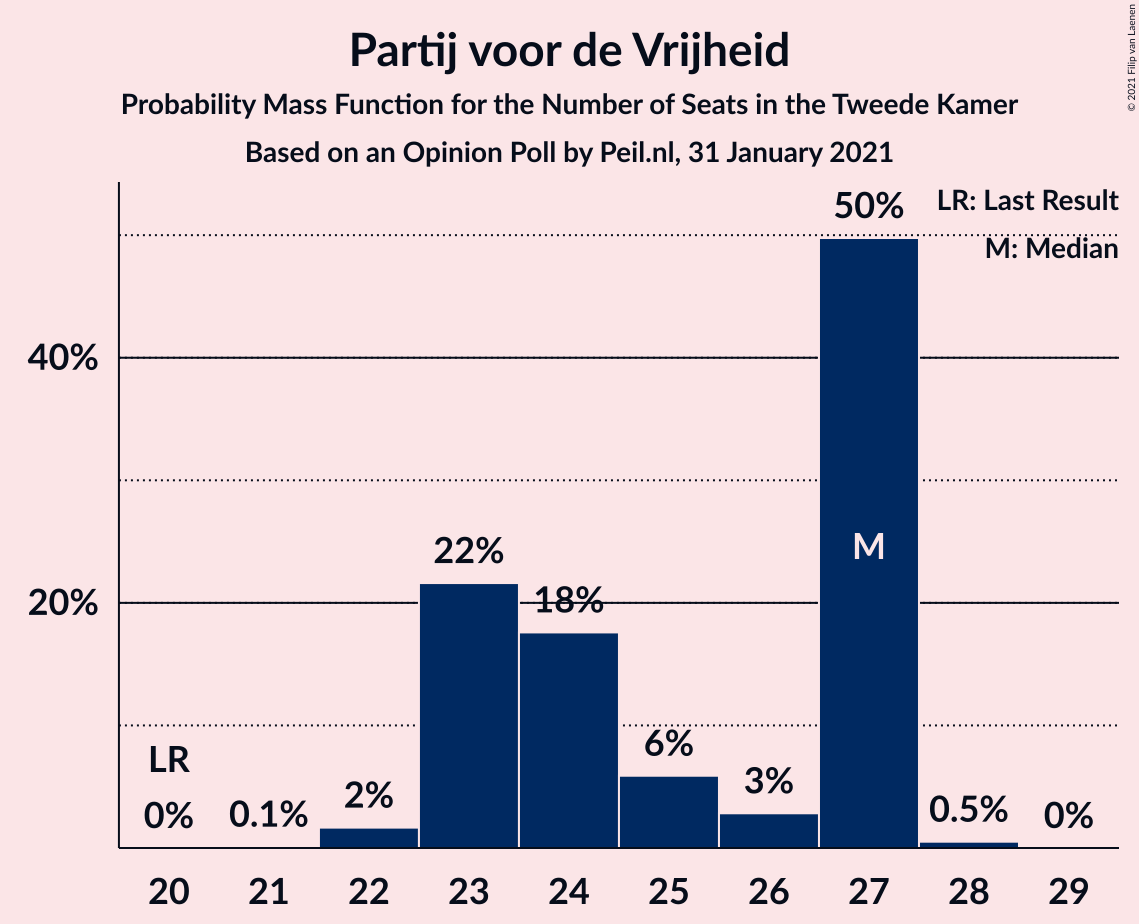 Partij voor de Vrijheid
Probability Mass Function for the Number of Seats in the Tweede Kamer
Based on an Opinion Poll by Peil.nl, 31 January 2021
© 2021 Filip van Laenen
LR: Last Result
M: Median
50%
40%
M
22%
18%
20%
6%
3%
LR
2%
0%
0.1%
0.5%
0%
20 21 22 23 24 25 26 27 28 29